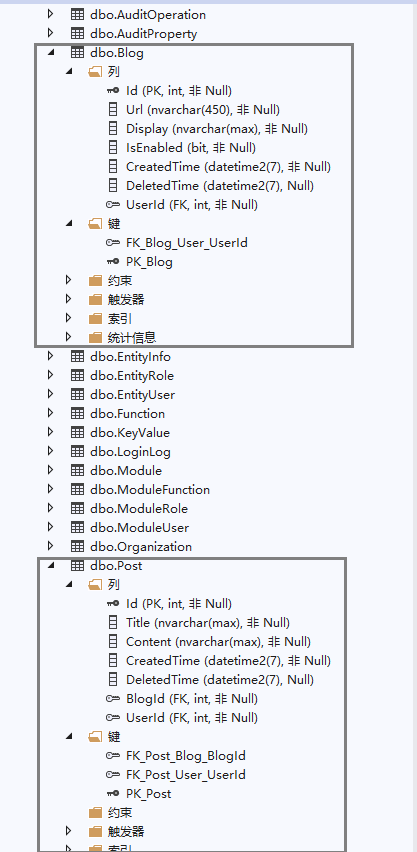 dbo.AuditOperation
dbo.AuditProperty
dbo.Blog
列
Id (PK, int, 非 Null)
Url (nvarchar(450), 非 Null)
Display (nvarchar(max), 非 Null)
IsEnabled (bit, 非 Null)
CreatedTime (datetime2(7), 非 Null)
DeletedTime (datetime2(7), Null)
UserId (FK, int, 非 Null)
键
FK_Blog_User_UserId
PK_Blog
约束
触发器
索引
统计信息
dbo.EntityInfo
dbo.EntityRole
dbo.EntityUser
dbo.Function
dbo.KeyValue
dbo.LoginLog
dbo.Module
dbo.ModuleFunction
dbo.ModuleRole
dbo.ModuleUser
dbo.Organization
dbo.Post
列
Id (PK, int, 非 Null)
Title (nvarchar(max), 非 Null)
Content (nvarchar(max), 非 Null)
CreatedTime (datetime2(7), 非 Null)
DeletedTime (datetime2(7), Null)
BlogId (FK, int, 非 Null)
UserId (FK, int, 非 Null)
键
FK_Post_Blog_BlogId
FK_Post_User_UserId
PK_Post
约束
触发器
索引